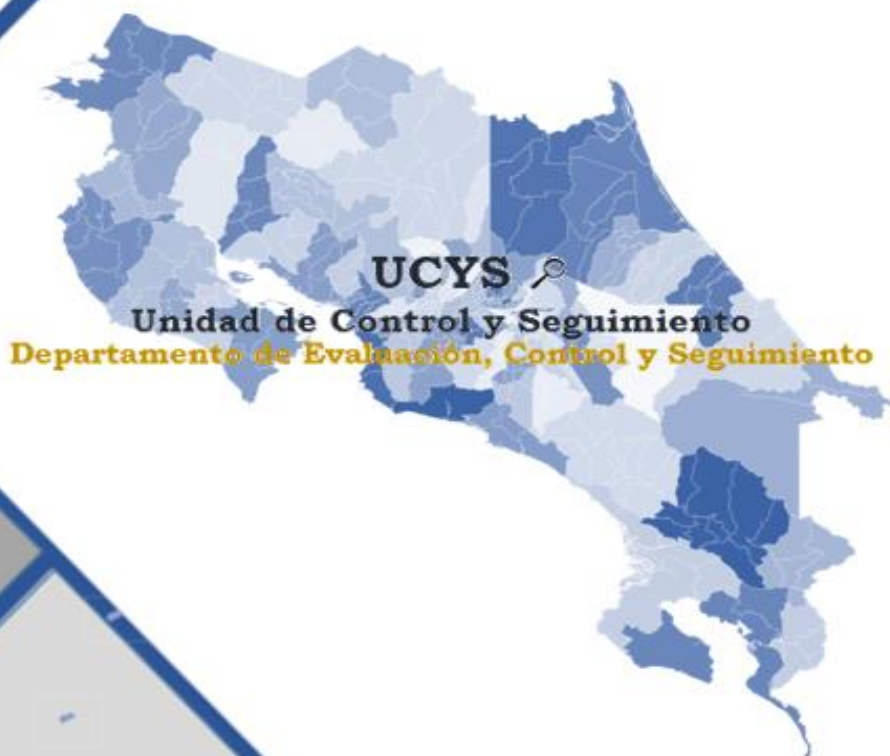 UCYS
Unidad de Control y Seguimiento
Departamento de Evaluación, Control y Seguimiento